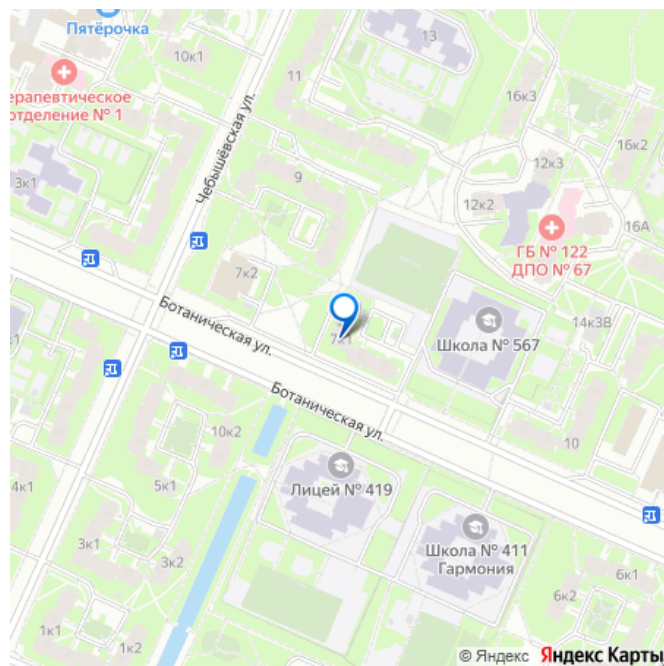 Пятёрочка
13
10к1
11
ерапевтическое
отделение № 1
16к3
Чебышёвская ул.
16к2
12к3
9
3к1
12к2
16А
ГБ № 122
ДПО № 67
7к2
Ботаническая ул.
14к3В
7к1
Школа № 567
Ботаническая ул.
10к2
10
Лицей № 419
4к1
5к1
3к1
Школа № 411
Гармония
3к2
6к1
6к2
1к1
1к2
© Яндекс Яндекс Карты